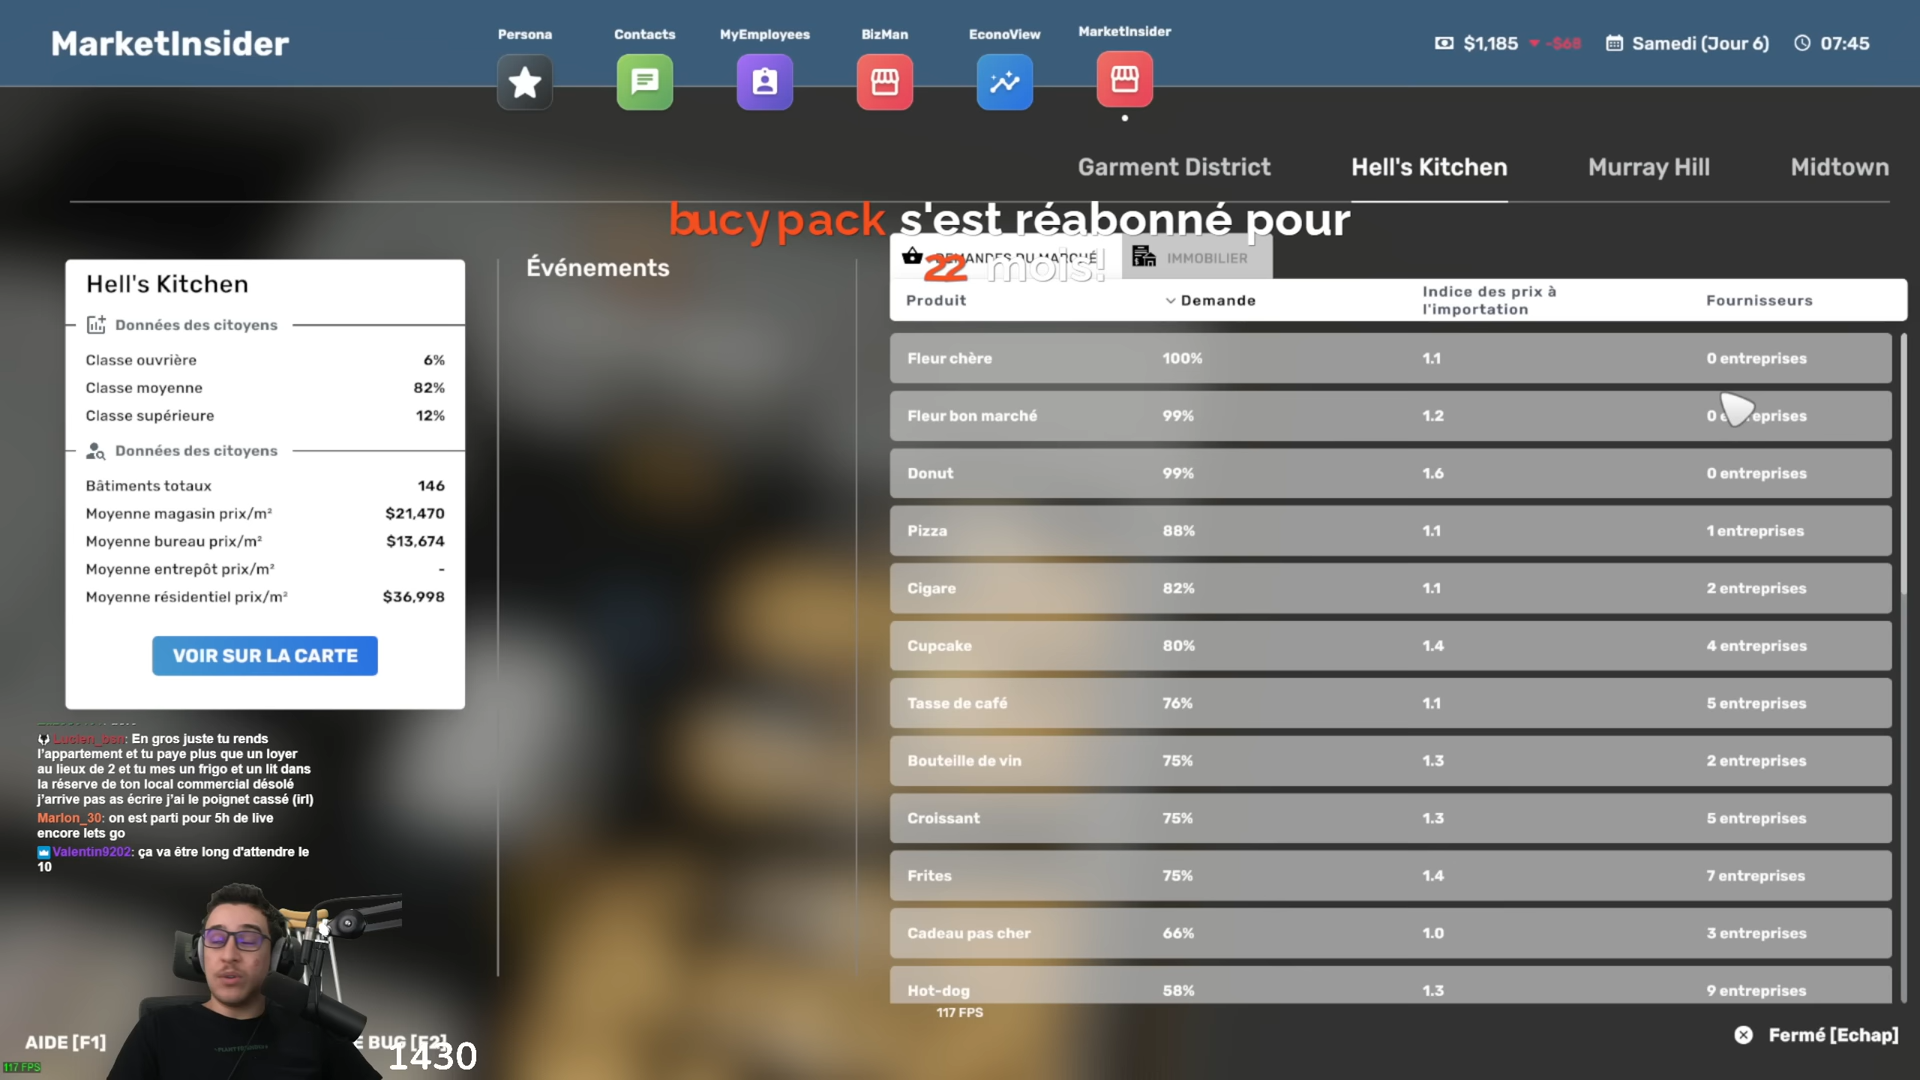 MarketInsider
Persona
Contacts
MyEmployees
BizMan
EconoView
MarketInsider
$1,185 -$68 Samedi (Jour 6) 07:45
Garment District
Hell's Kitchen
Murray Hill
Midtown
bucypack s'est réabonné pour
22 mois!
Hell's Kitchen
Données des citoyens
Classe ouvrière 6%
Classe moyenne 82%
Classe supérieure 12%
Données des citoyens
Bâtiments totaux 146
Moyenne magasin prix/m² $21,470
Moyenne bureau prix/m² $13,674
Moyenne entrepôt prix/m² -
Moyenne résidentiel prix/m² $36,998
VOIR SUR LA CARTE
Événements
DEMANDES DU MARCHÉ
IMMOBILIER
Produit Demande Indice des prix à l'importation Fournisseurs
Fleur chère 100% 1.1 0 entreprises
Fleur bon marché 99% 1.2 0 entreprises
Donut 99% 1.6 0 entreprises
Pizza 88% 1.1 1 entreprises
Cigare 82% 1.1 2 entreprises
Cupcake 80% 1.4 4 entreprises
Tasse de café 76% 1.1 5 entreprises
Bouteille de vin 75% 1.3 2 entreprises
Croissant 75% 1.3 5 entreprises
Frites 75% 1.4 7 entreprises
Cadeau pas cher 66% 1.0 3 entreprises
Hot-dog 58% 1.3 9 entreprises
117 FPS
Lucien_bsn: En gros juste tu rends
l'appartement et tu paye plus que un loyer
au lieux de 2 et tu mes un frigo et un lit dans
la réserve de ton local commercial désolé
j'arrive pas as écrire j'ai le poignet cassé (irl)
Marlon_30: on est parti pour 5h de live
encore lets go
Valentin9202: ça va être long d'attendre le
10
AIDE [F1]
E BUG [F2]
1430
117 FPS
Fermé [Echap]